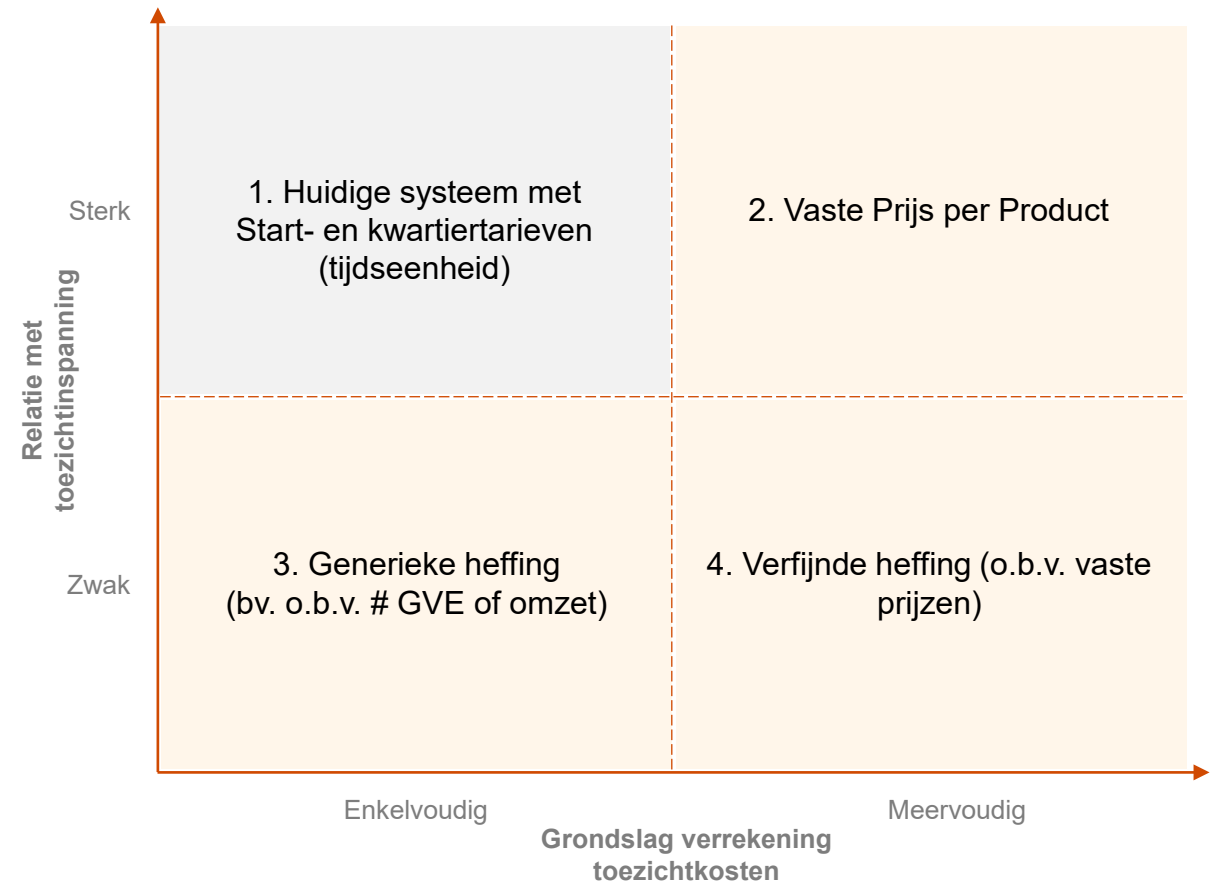 Sterk
1. Huidige systeem met
Start- en kwartiertarieven
(tijdseenheid)
2. Vaste Prijs per Product
Relatie met
toezichtinspanning
Zwak
3. Generieke heffing
(bv. o.b.v. # GVE of omzet)
4. Verfijnde heffing (o.b.v. vaste
prijzen)
Enkelvoudig
Meervoudig
Grondslag verrekening
toezichtkosten